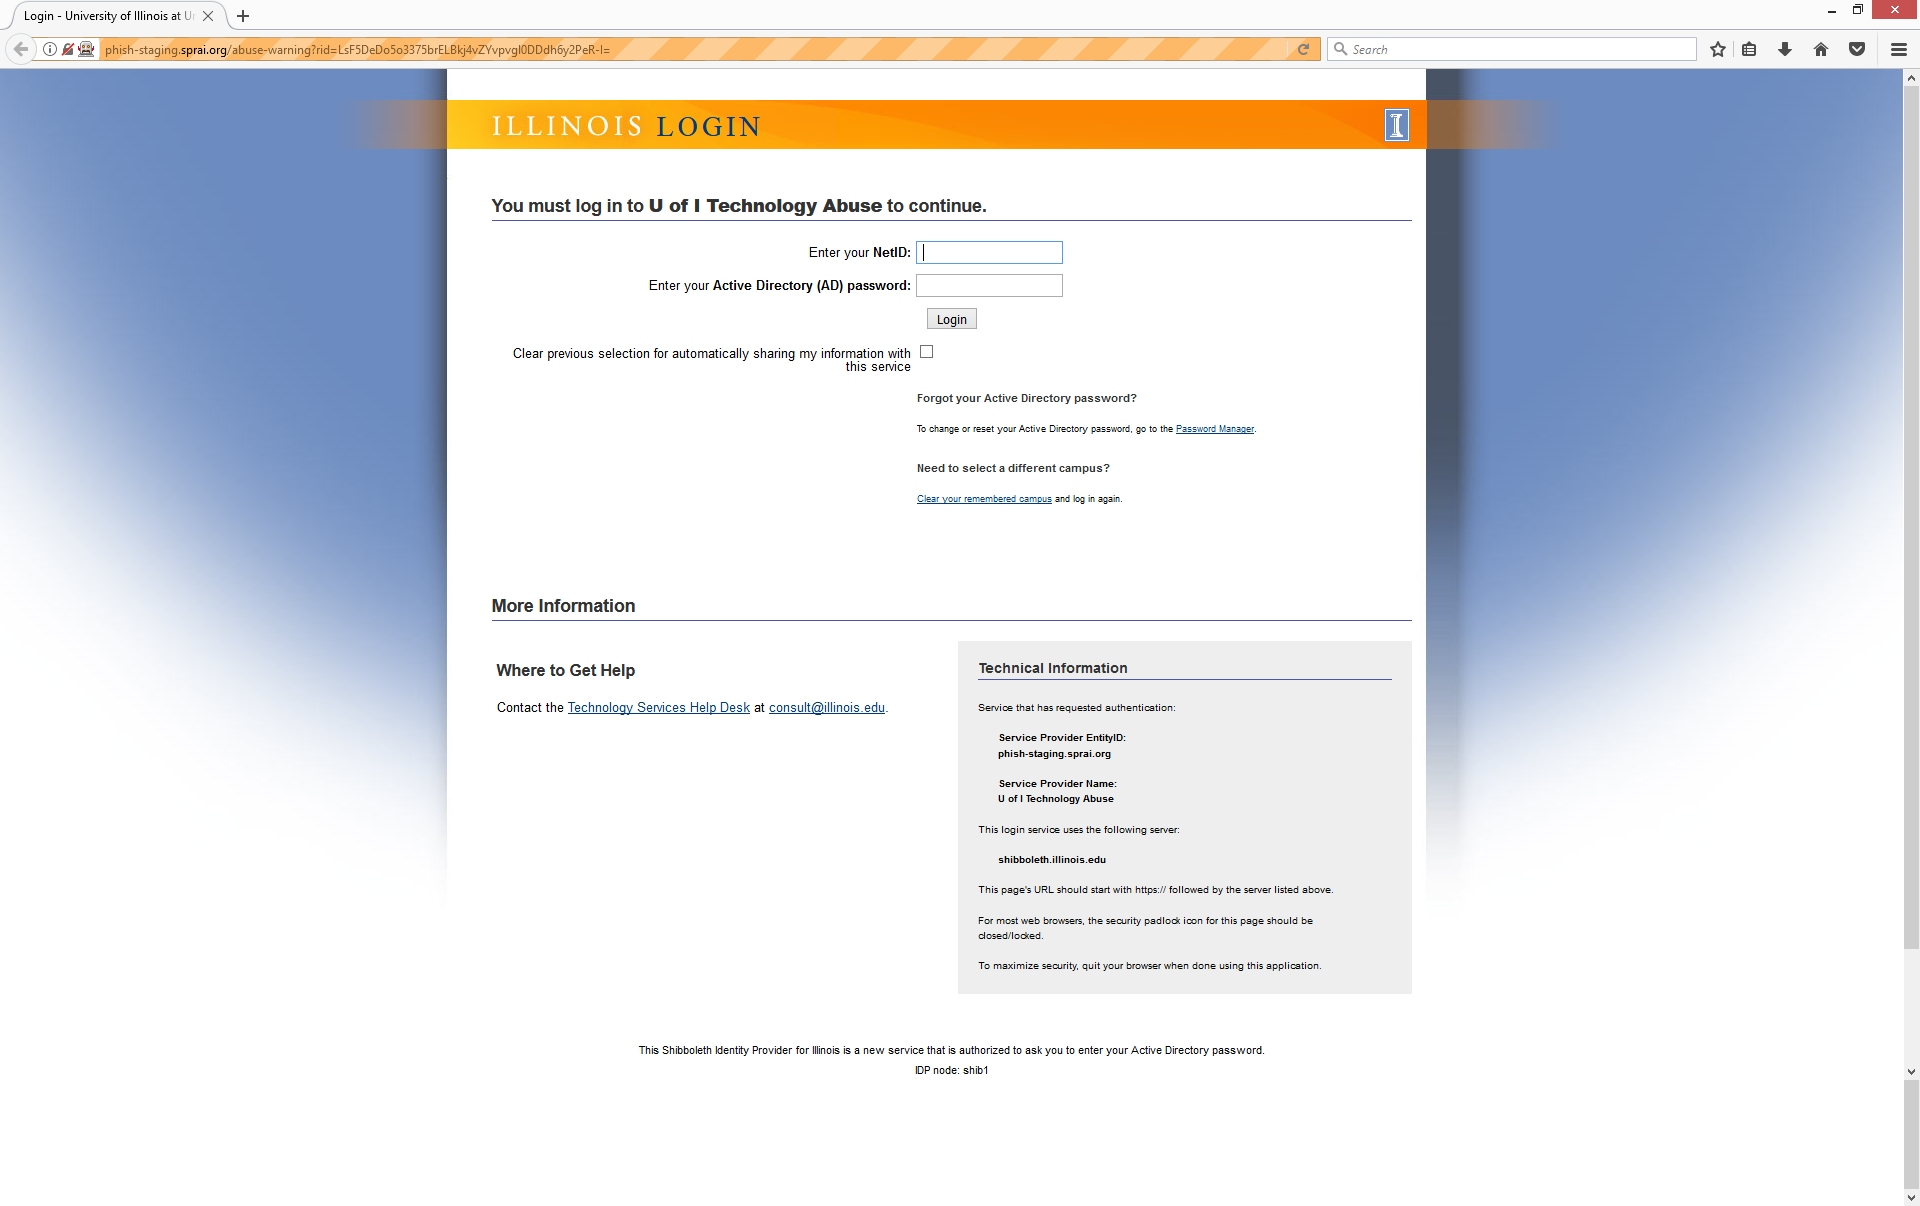 Login - University of Illinois at Ur
phish-staging.sprai.org/abuse-warning?rid=LsF5DeDo5o3375brELBkj4vZYvpvgI0DDdh6y2PeR-I=
Search
ILLINOIS LOGIN
I
You must log in to U of I Technology Abuse to continue.
Enter your NetID:
Enter your Active Directory (AD) password:
Login
Clear previous selection for automatically sharing my information with
this service
Forgot your Active Directory password?
To change or reset your Active Directory password, go to the Password Manager.
Need to select a different campus?
Clear your remembered campus and log in again.
More Information
Where to Get Help
Contact the Technology Services Help Desk at consult@illinois.edu.
Technical Information
Service that has requested authentication:
Service Provider EntityID:
phish-staging.sprai.org
Service Provider Name:
U of I Technology Abuse
This login service uses the following server:
shibboleth.illinois.edu
This page's URL should start with https:// followed by the server listed above.
For most web browsers, the security padlock icon for this page should be
closed/locked.
To maximize security, quit your browser when done using this application.
This Shibboleth Identity Provider for Illinois is a new service that is authorized to ask you to enter your Active Directory password.
IDP node: shib1